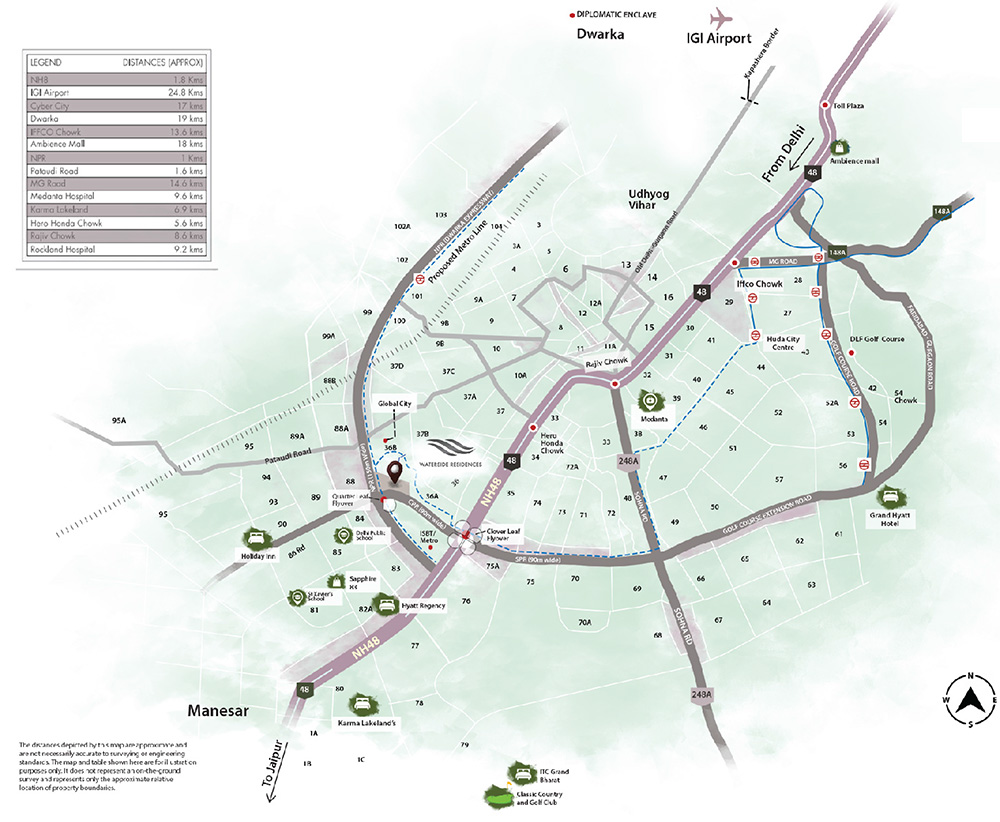 DIPLOMATIC ENCLAVE
Dwarka
IGI Airport
Kapashera Border
LEGEND DISTANCES (APPROX)
NH8 1.8 Kms
IGI Airport 24.8 Kms
Cyber City 17 kms
Dwarka 19 kms
IFFCO Chowk 13.6 kms
Ambience Mall 18 kms
NPR 1 Kms
Pataudi Road 1.6 kms
MG Road 14.6 kms
Medanta Hospital 9.6 kms
Karma Lakeland 6.9 kms
Hero Honda Chowk 5.6 kms
Rajiv Chowk 8.6 kms
Rockland Hospital 9.2 kms
Toll Plaza
From Delhi
Ambience mall
48
Udhyog
Vihar
Old Delhi-Gurgaon Road
148A
148A
103
104
3
102A
Proposed Metro Line
3A
102
4
6
13
14
101
7
9A
12A
16
48
MG ROAD
Iffco Chowk
28
29
27
99
100
9B
9
12
8
15
30
41
Huda City
Centre
43
DLF Golf Course
GOLF COURSE ROAD
FARIDABAD - GURGAON ROAD
99A
9B
10
11
11A
Rajiv Chowk
31
37D
37C
10A
32
40
45
44
42
54
Chowk
88B
37A
37
39
Medanta
52
52A
Global City
38
46
51
53
54
95A
88A
89A
95
36B
37B
WATERSIDE RESIDENCES
Hero
Honda
Chowk
33
34
48
72A
248A
56
Pataudi Road
94
93
88
89
Quarter Leaf
Flyover
36A
36
CPR (90m wide)
NH48
35
74
73
72
71
48
47
SOHNA RD
49
50
GOLF COURSE EXTENSION ROAD
Grand Hyatt
Hotel
95
90
84
Holiday Inn
86 Rd
Delhi Public
School
85
ISBT/
Metro
Clover Leaf
Flyover
SPR (90m wide)
62
61
83
75A
75
70
66
65
63
Sapphire
St.Xavier's
School
81
82A
Hyatt Regency
76
69
64
70A
67
68
SOHNA RD
77
NH48
48
80
78
248A
Manesar
Karma Lakeland's
1A
79
1B
1C
To Jaipur
ITC Grand
Bharat
Classic Country
and Golf Club
N
W E
S
The distances depicted by this map are approximate and
are not necessarily accurate to surveying or engineering
standards. The map and table shown here are for illustration
purposes only. It does not represent an on-the-ground
survey and represents only the approximate relative
location of property boundaries.